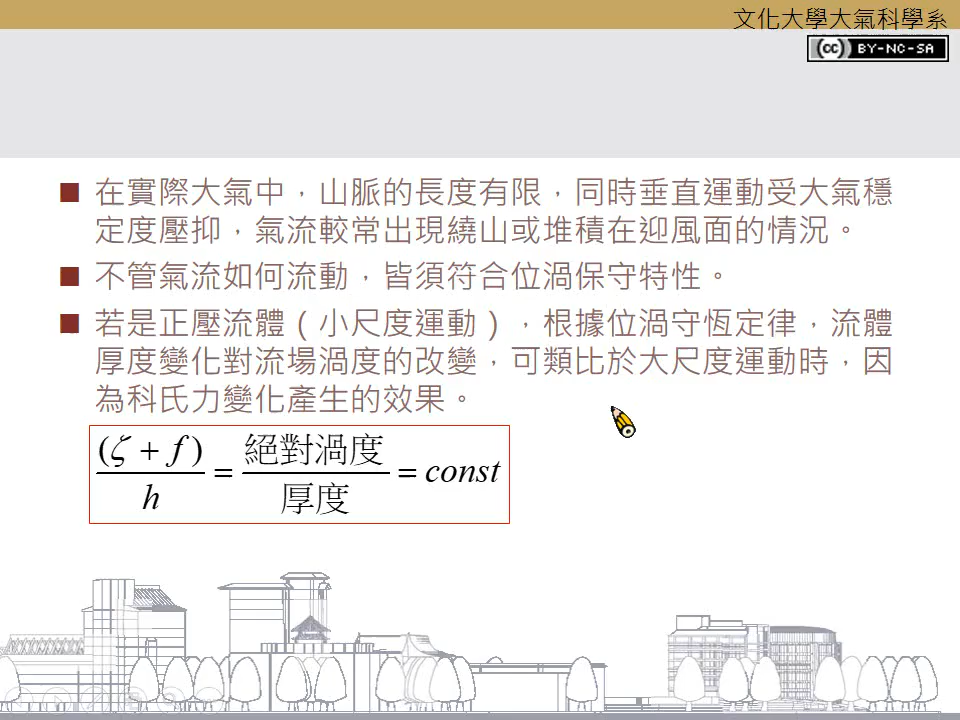 文化大學大氣科學系
(cc) BY-NC-SA
■ 在實際大氣中，山脈的長度有限，同時垂直運動受大氣穩
定度壓抑，氣流較常出現繞山或堆積在迎風面的情況。
■ 不管氣流如何流動，皆須符合位渦保守特性。
■ 若是正壓流體（小尺度運動），根據位渦守恆定律，流體
厚度變化對流場渦度的改變，可類比於大尺度運動時，因
為科氏力變化產生的效果。
(ζ + f) / h = 絕對渦度 / 厚度 = const